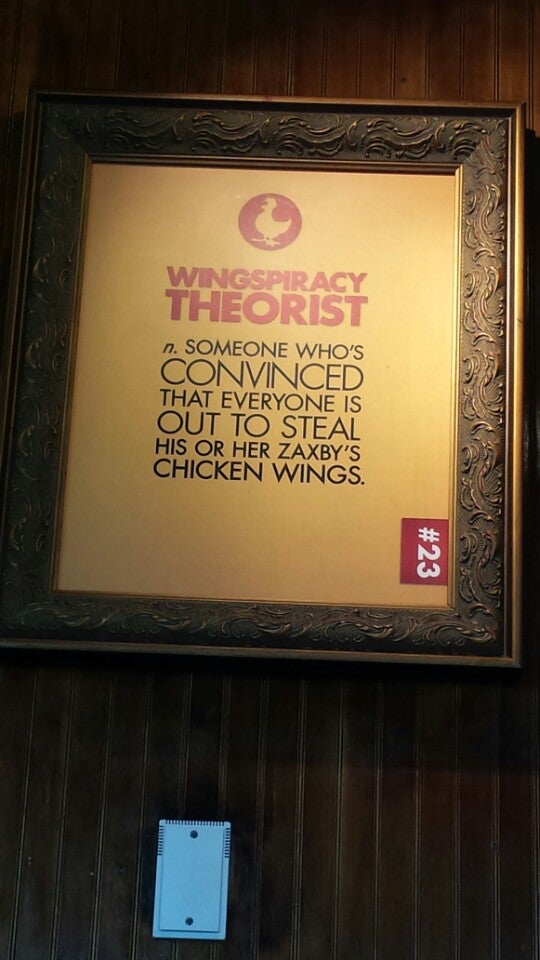 WINGSPIRACY
THEORIST
n. SOMEONE WHO'S
CONVINCED
THAT EVERYONE IS
OUT TO STEAL
HIS OR HER ZAXBY'S
CHICKEN WINGS.
#23